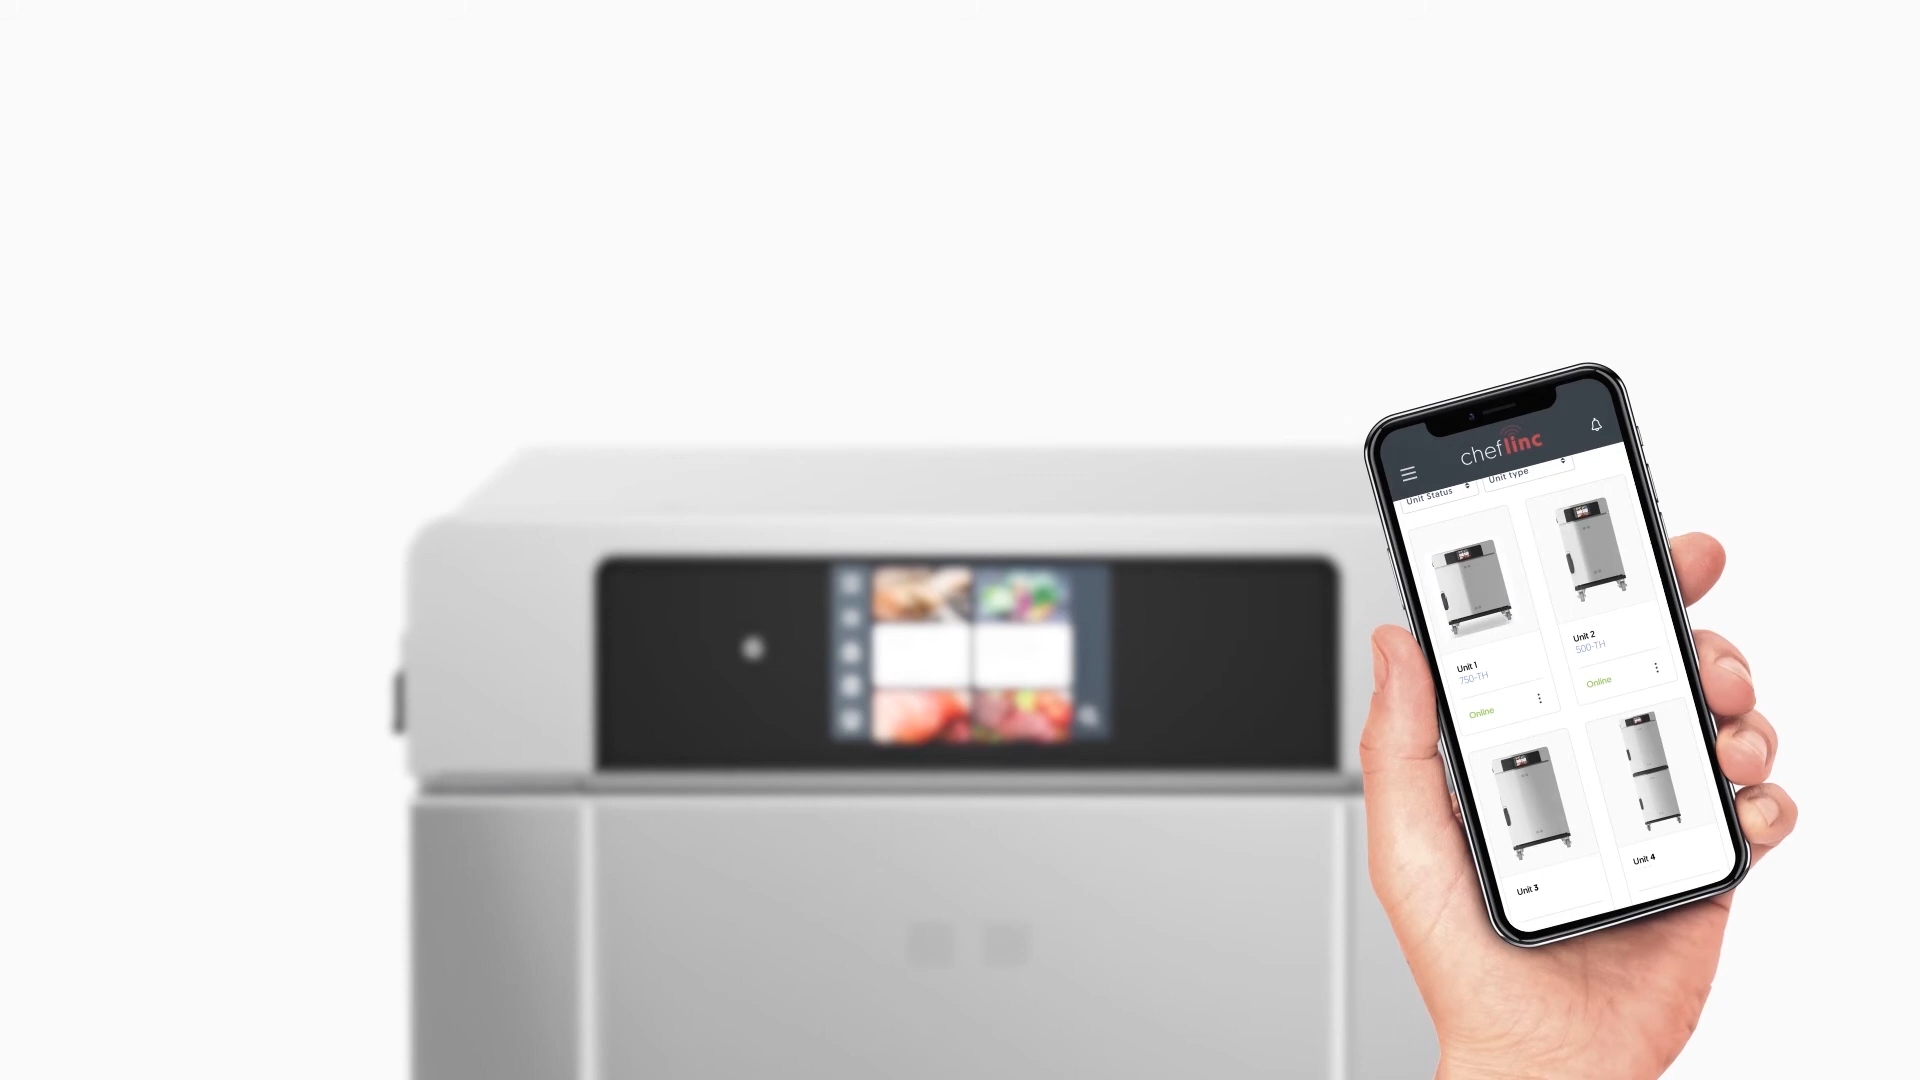 cheflinc
Unit Status
Unit type
Unit 1
750-TH
Online
Unit 2
500-TH
Online
Unit 3
Unit 4